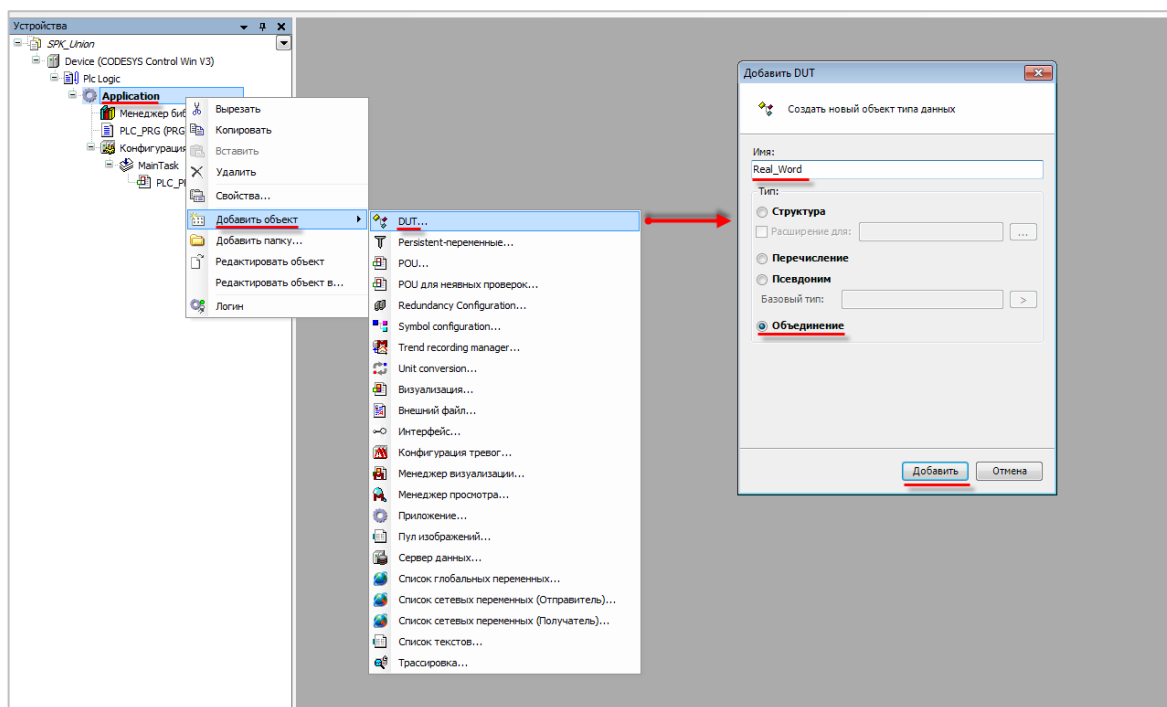 Устройства
SPK_Union
Device (CODESYS Control Win V3)
Plc Logic
Application
Менеджер биб
PLC_PRG (PRG
Конфигурация
MainTask
PLC_P
Вырезать
Копировать
Вставить
Удалить
Свойства...
Добавить объект
Добавить папку...
Редактировать объект
Редактировать объект в...
Логин
DUT...
Persistent-переменные...
POU...
POU для неявных проверок...
Redundancy Configuration...
Symbol configuration...
Trend recording manager...
Unit conversion...
Визуализация...
Внешний файл...
Интерфейс...
Конфигурация тревог...
Менеджер визуализации...
Менеджер просмотра...
Приложение...
Пул изображений...
Сервер данных...
Список глобальных переменных...
Список сетевых переменных (Отправитель)...
Список сетевых переменных (Получатель)...
Список текстов...
Трассировка...
Добавить DUT
Создать новый объект типа данных
Имя:
Real_Word
Тип:
Структура
Расширение для:
...
Перечисление
Псевдоним
Базовый тип:
>
Объединение
Добавить
Отмена